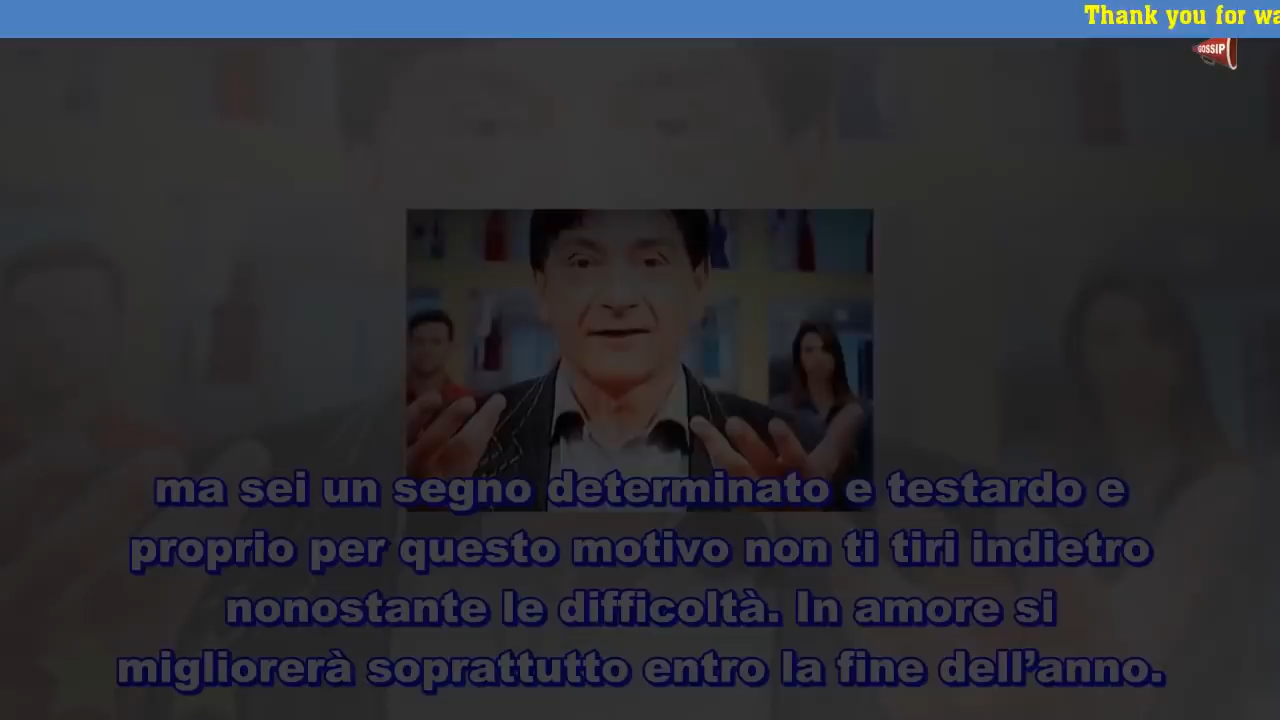 Thank you for wa
GOSSIP
ma sei un segno determinato e testardo e
proprio per questo motivo non ti tiri indietro
nonostante le difficoltà. In amore si
migliorerà soprattutto entro la fine dell’anno.